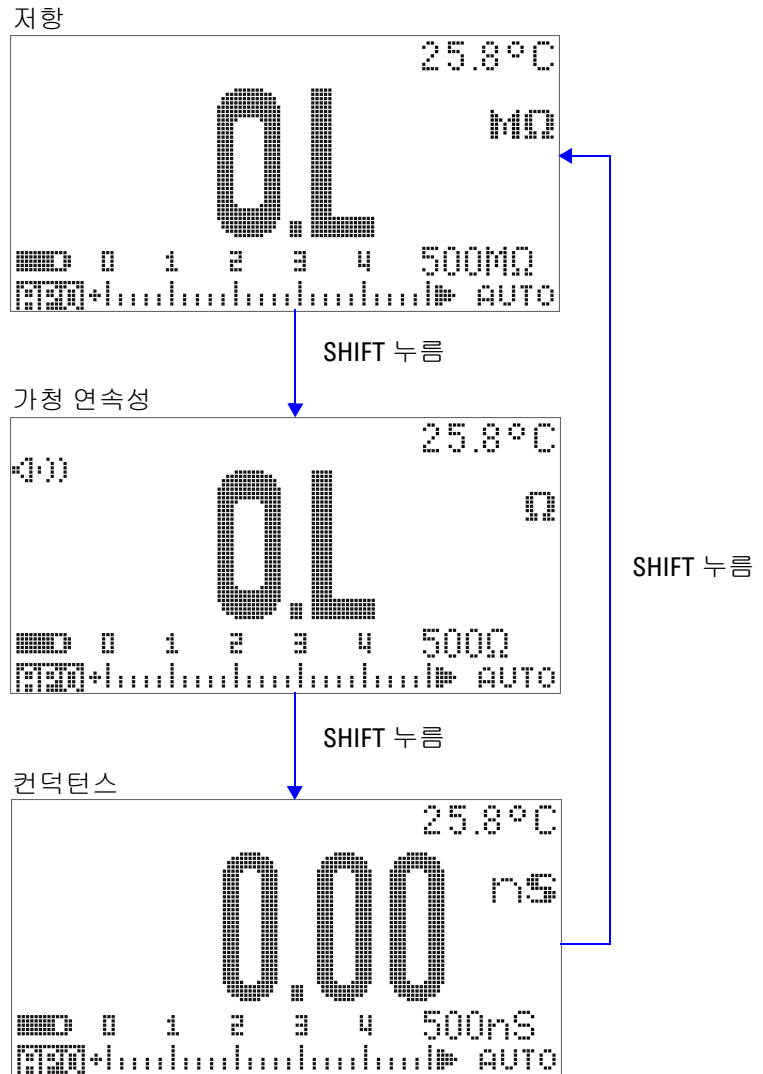 저항
25.8°C
MΩ
0.L
0 1 2 3 4 500MΩ
AUTO
SHIFT 누름
가청 연속성
25.8°C
Ω
0.L
0 1 2 3 4 500Ω
AUTO
SHIFT 누름
SHIFT 누름
컨덕턴스
25.8°C
nS
0.00
0 1 2 3 4 500nS
AUTO